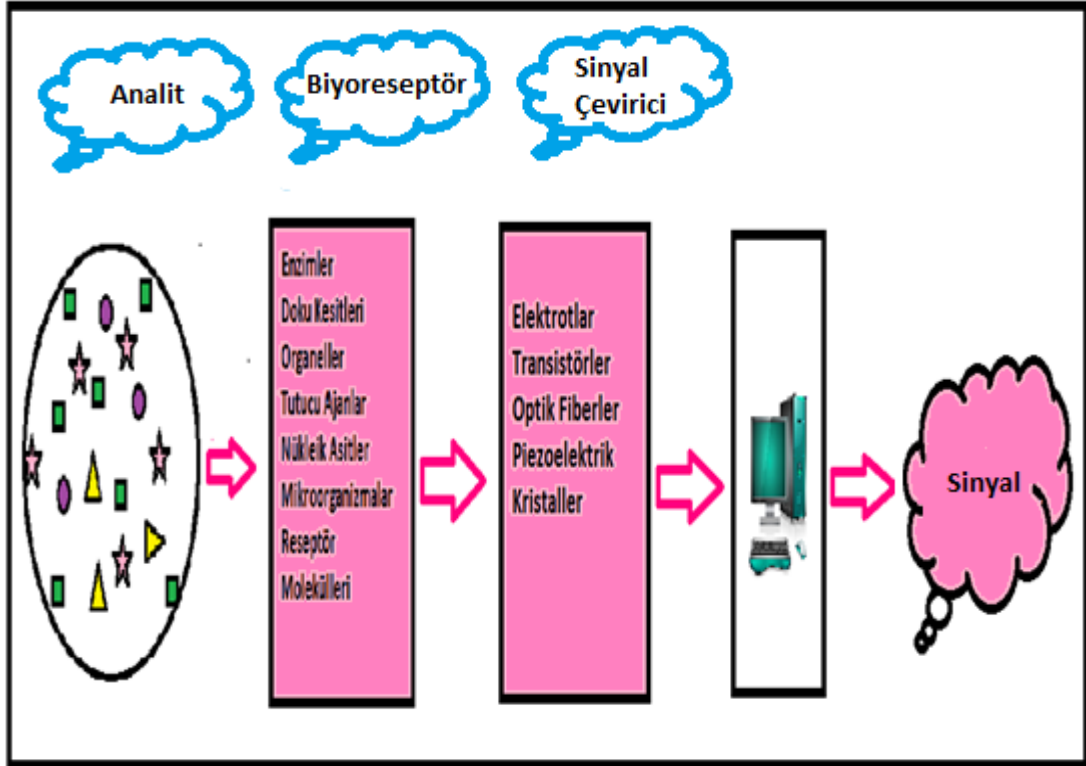 Analit
Biyoreseptör
Sinyal
Çevirici
Enzimler
Doku Kesitleri
Organeller
Tutucu Ajanlar
Nükleik Asitler
Mikroorganizmalar
Reseptör
Molekülleri
Elektrotlar
Transistörler
Optik Fiberler
Piezoelektrik
Kristaller
Sinyal